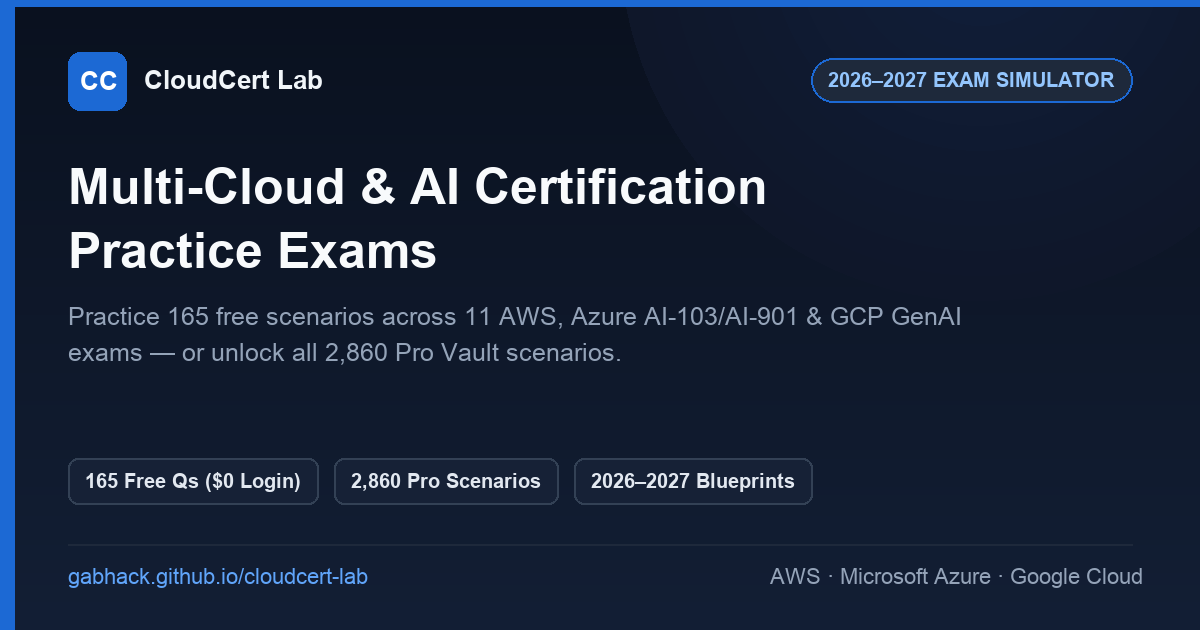 CC
CloudCert Lab
2026–2027 EXAM SIMULATOR
Multi-Cloud & AI Certification
Practice Exams
Practice 165 free scenarios across 11 AWS, Azure AI-103/AI-901 & GCP GenAI
exams — or unlock all 2,860 Pro Vault scenarios.
165 Free Qs ($0 Login)
2,860 Pro Scenarios
2026–2027 Blueprints
gabhack.github.io/cloudcert-lab
AWS · Microsoft Azure · Google Cloud